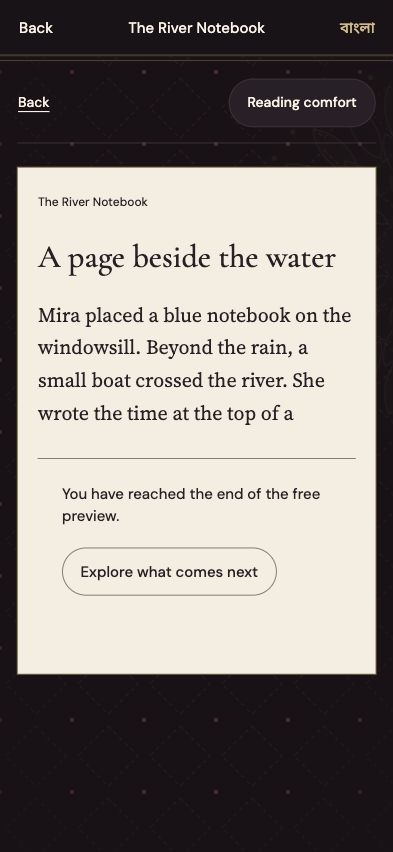 Back
The River Notebook
বাংলা
Back
Reading comfort
The River Notebook
A page beside the water
Mira placed a blue notebook on the
windowsill. Beyond the rain, a
small boat crossed the river. She
wrote the time at the top of a
You have reached the end of the free
preview.
Explore what comes next